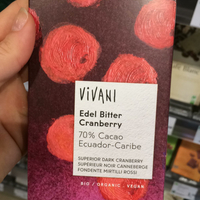 ViVANI
Edel Bitter
Cranberry
70% Cacao
Ecuador-Caribe
SUPERIOR DARK CRANBERRY
SUPÉRIEUR NOIR CANNEBERGE
FONDENTE MIRTILLI ROSSI
BIO / ORGANIC . VEGAN